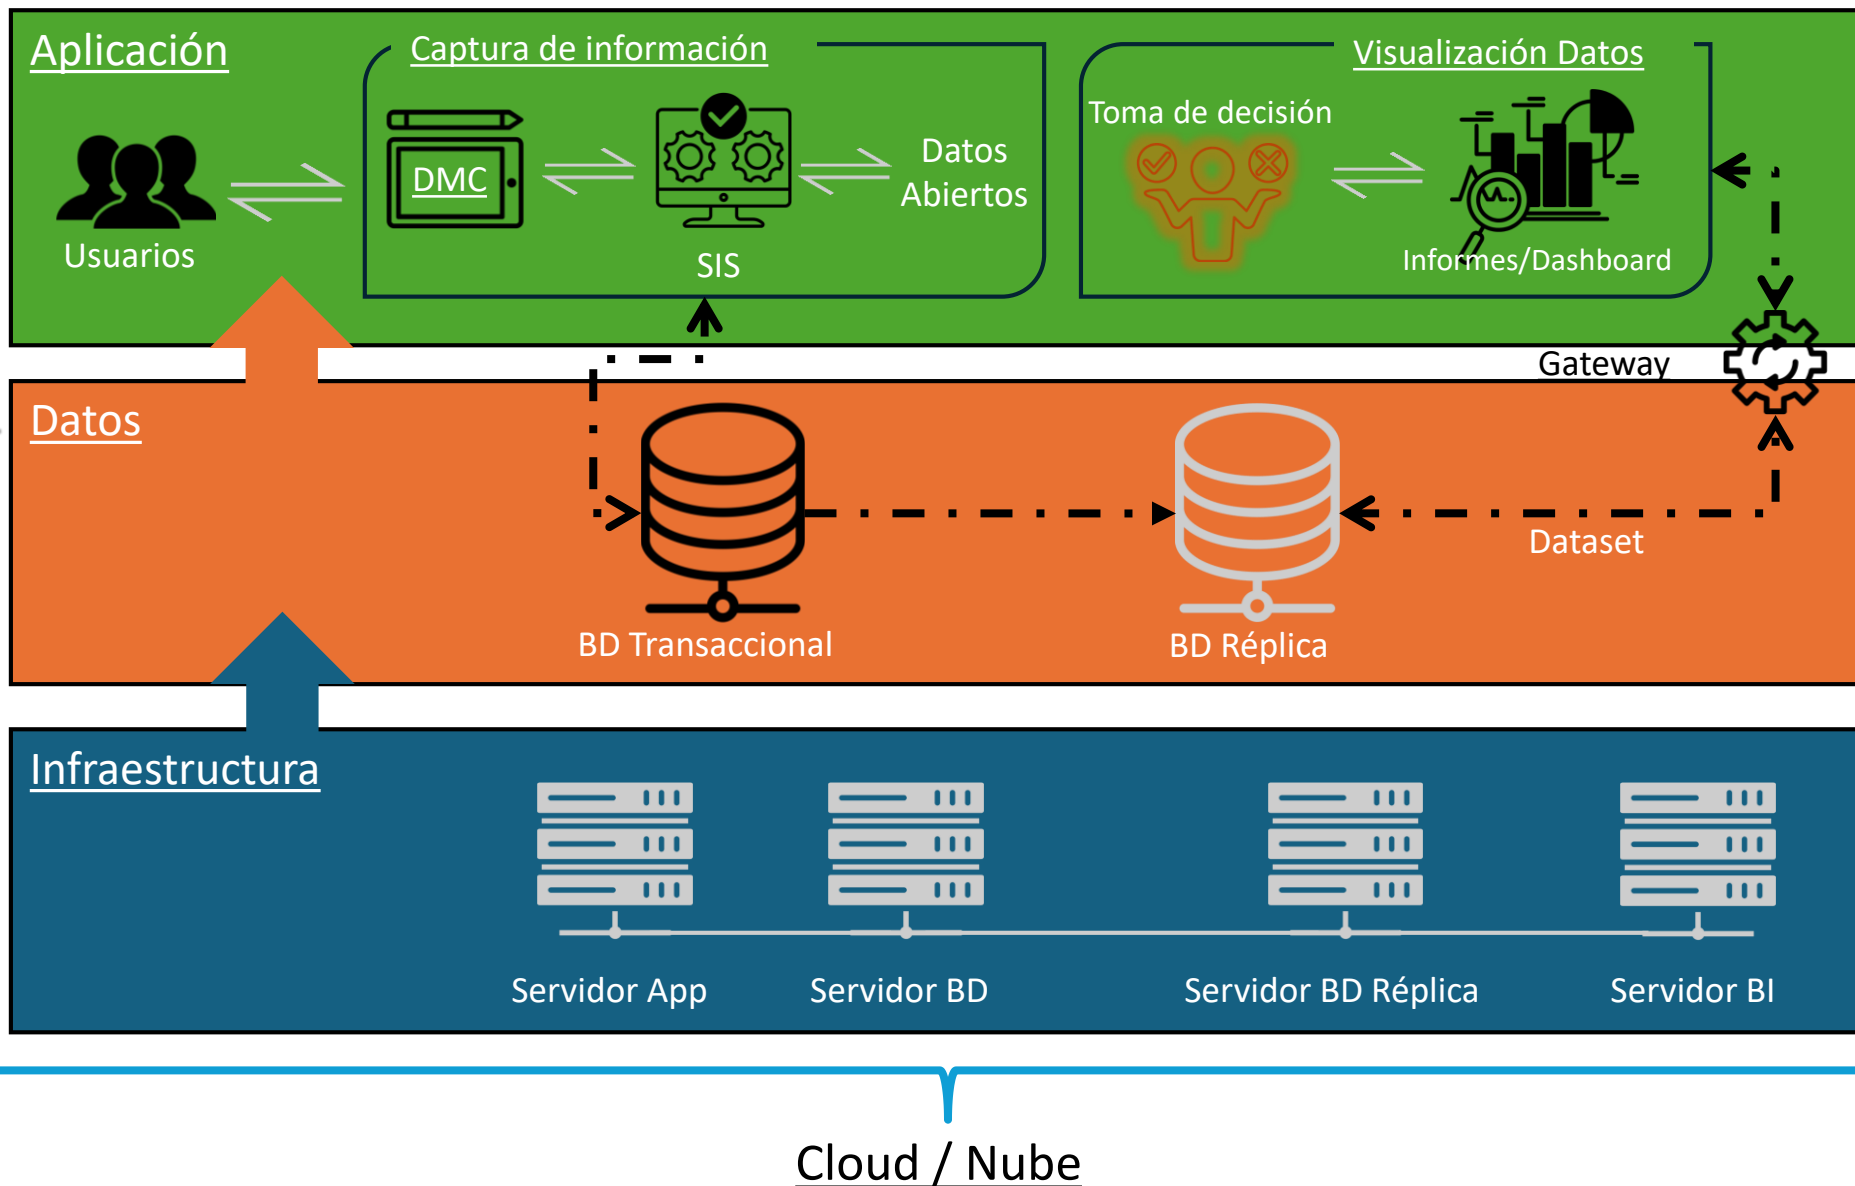 Aplicación
Captura de información
Visualización Datos
Toma de decisión
DMC
Datos
Abiertos
Usuarios
SIS
Informes/Dashboard
Gateway
Datos
Dataset
BD Transaccional
BD Réplica
Infraestructura
Servidor App
Servidor BD
Servidor BD Réplica
Servidor BI
Cloud / Nube